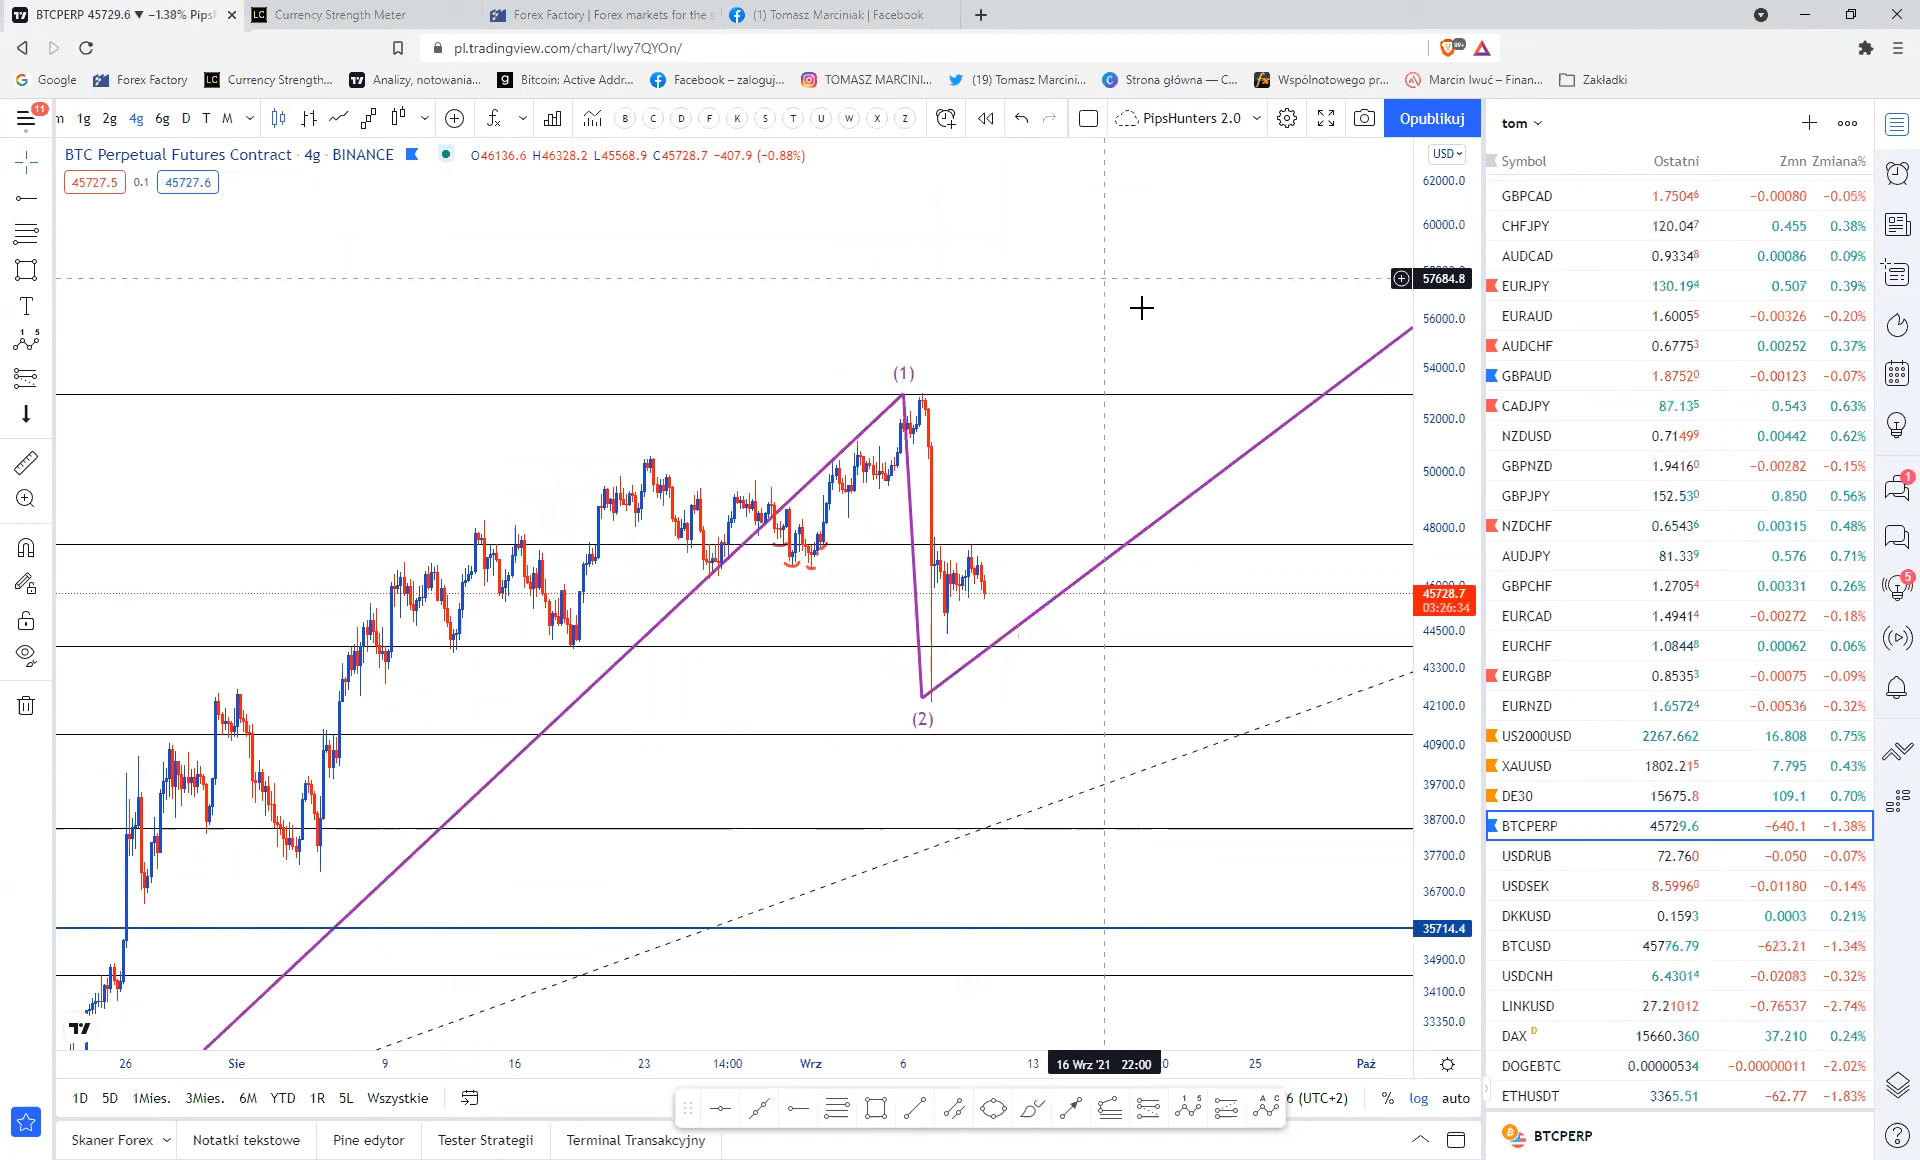 BTCPERP 45729.6 ▼ −1.38% Pips
Currency Strength Meter
Forex Factory | Forex markets for the s
(1) Tomasz Marciniak | Facebook
pl.tradingview.com/chart/Iwy7QYOn/
Google
Forex Factory
Currency Strength...
Analizy, notowania...
Bitcoin: Active Addr...
Facebook – zaloguj...
TOMASZ MARCINI...
(19) Tomasz Marcini...
Strona główna — C...
Wspólnotowego pr...
Marcin Iwuć – Finan...
Zakładki
11
m 1g 2g 4g 6g D T M
B C D F K S T U W X Z
PipsHunters 2.0
Opublikuj
tom
BTC Perpetual Futures Contract · 4g · BINANCE
O46136.6 H46328.2 L45568.9 C45728.7 −407.9 (−0.88%)
45727.5 0.1 45727.6
USD
62000.0
60000.0
57684.8
56000.0
54000.0
52000.0
50000.0
48000.0
45728.7
03:26:34
44500.0
43300.0
42100.0
40900.0
39700.0
38700.0
37700.0
36700.0
35714.4
34900.0
34100.0
33350.0
(1)
(2)
26 Sie 9 16 23 14:00 Wrz 6 13 16 Wrz '21 22:00 25 Paź
Symbol Ostatni Zmn Zmiana%
GBPCAD 1.75046 −0.00080 −0.05%
CHFJPY 120.047 0.455 0.38%
AUDCAD 0.93348 0.00086 0.09%
EURJPY 130.194 0.507 0.39%
EURAUD 1.60055 −0.00326 −0.20%
AUDCHF 0.67753 0.00252 0.37%
GBPAUD 1.87520 −0.00123 −0.07%
CADJPY 87.135 0.543 0.63%
NZDUSD 0.71499 0.00442 0.62%
GBPNZD 1.94160 −0.00282 −0.15%
GBPJPY 152.530 0.850 0.56%
NZDCHF 0.65436 0.00315 0.48%
AUDJPY 81.339 0.576 0.71%
GBPCHF 1.27054 0.00331 0.26%
EURCAD 1.49414 −0.00272 −0.18%
EURCHF 1.08448 0.00062 0.06%
EURGBP 0.85353 −0.00075 −0.09%
EURNZD 1.65724 −0.00536 −0.32%
US2000USD 2267.662 16.808 0.75%
XAUUSD 1802.215 7.795 0.43%
DE30 15675.8 109.1 0.70%
BTCPERP 45729.6 −640.1 −1.38%
USDRUB 72.760 −0.050 −0.07%
USDSEK 8.59960 −0.01180 −0.14%
DKKUSD 0.1593 0.0003 0.21%
BTCUSD 45776.79 −623.21 −1.34%
USDCNH 6.43014 −0.02083 −0.32%
LINKUSD 27.21012 −0.76537 −2.74%
DAX D 15660.360 37.210 0.24%
DOGEBTC 0.00000534 −0.00000011 −2.02%
ETHUSDT 3365.51 −62.77 −1.83%
1
5
1D 5D 1Mies. 3Mies. 6M YTD 1R 5L Wszystkie
6 (UTC+2) % log auto
Skaner Forex Notatki tekstowe Pine edytor Tester Strategii Terminal Transakcyjny
BTCPERP